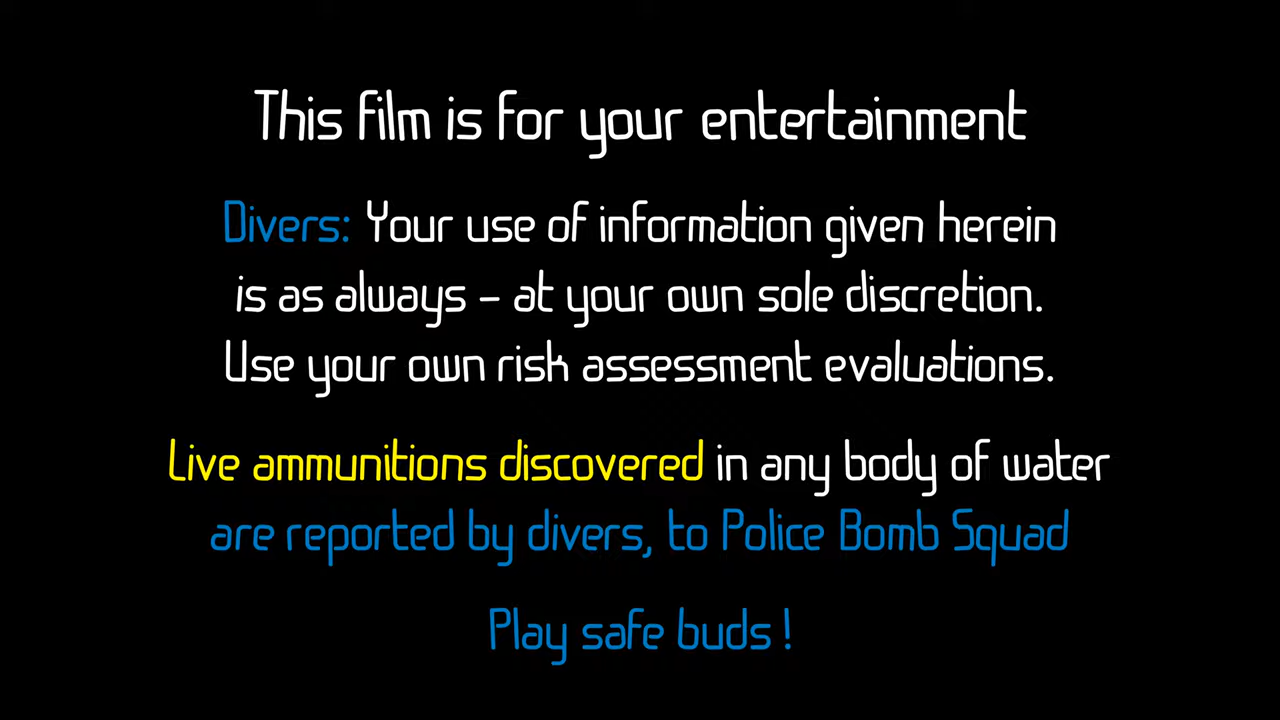 This film is for your entertainment
Divers: Your use of information given herein
is as always – at your own sole discretion.
Use your own risk assessment evaluations.
Live ammunitions discovered in any body of water
are reported by divers, to Police Bomb Squad
Play safe buds !